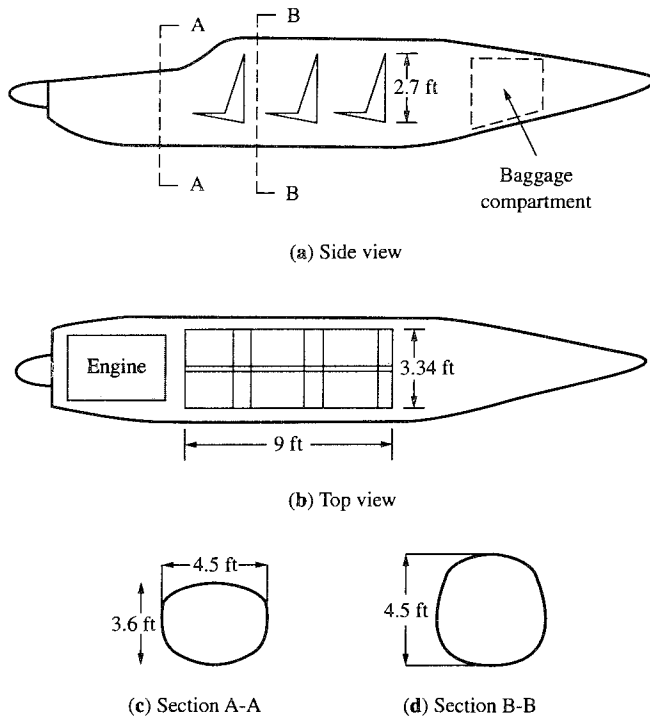 A
B
2.7 ft
A
B
Baggage
compartment
(a) Side view
Engine
3.34 ft
9 ft
(b) Top view
4.5 ft
3.6 ft
4.5 ft
(c) Section A-A
(d) Section B-B